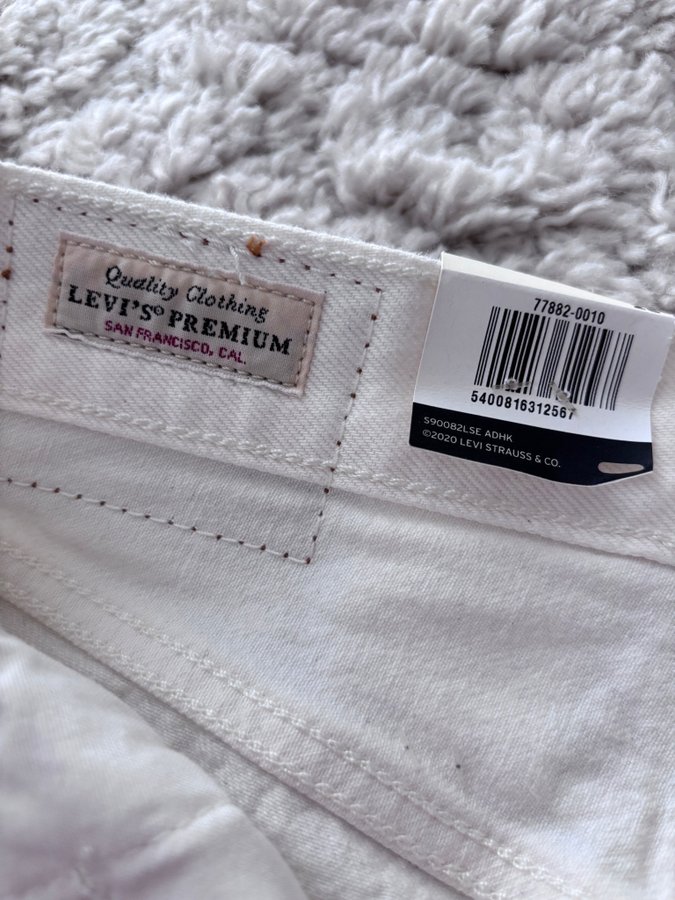 Quality Clothing
LEVI'S® PREMIUM
SAN FRANCISCO, CAL.
77882-0010
5400816312567
S90082LSE ADHK
©2020 LEVI STRAUSS & CO.